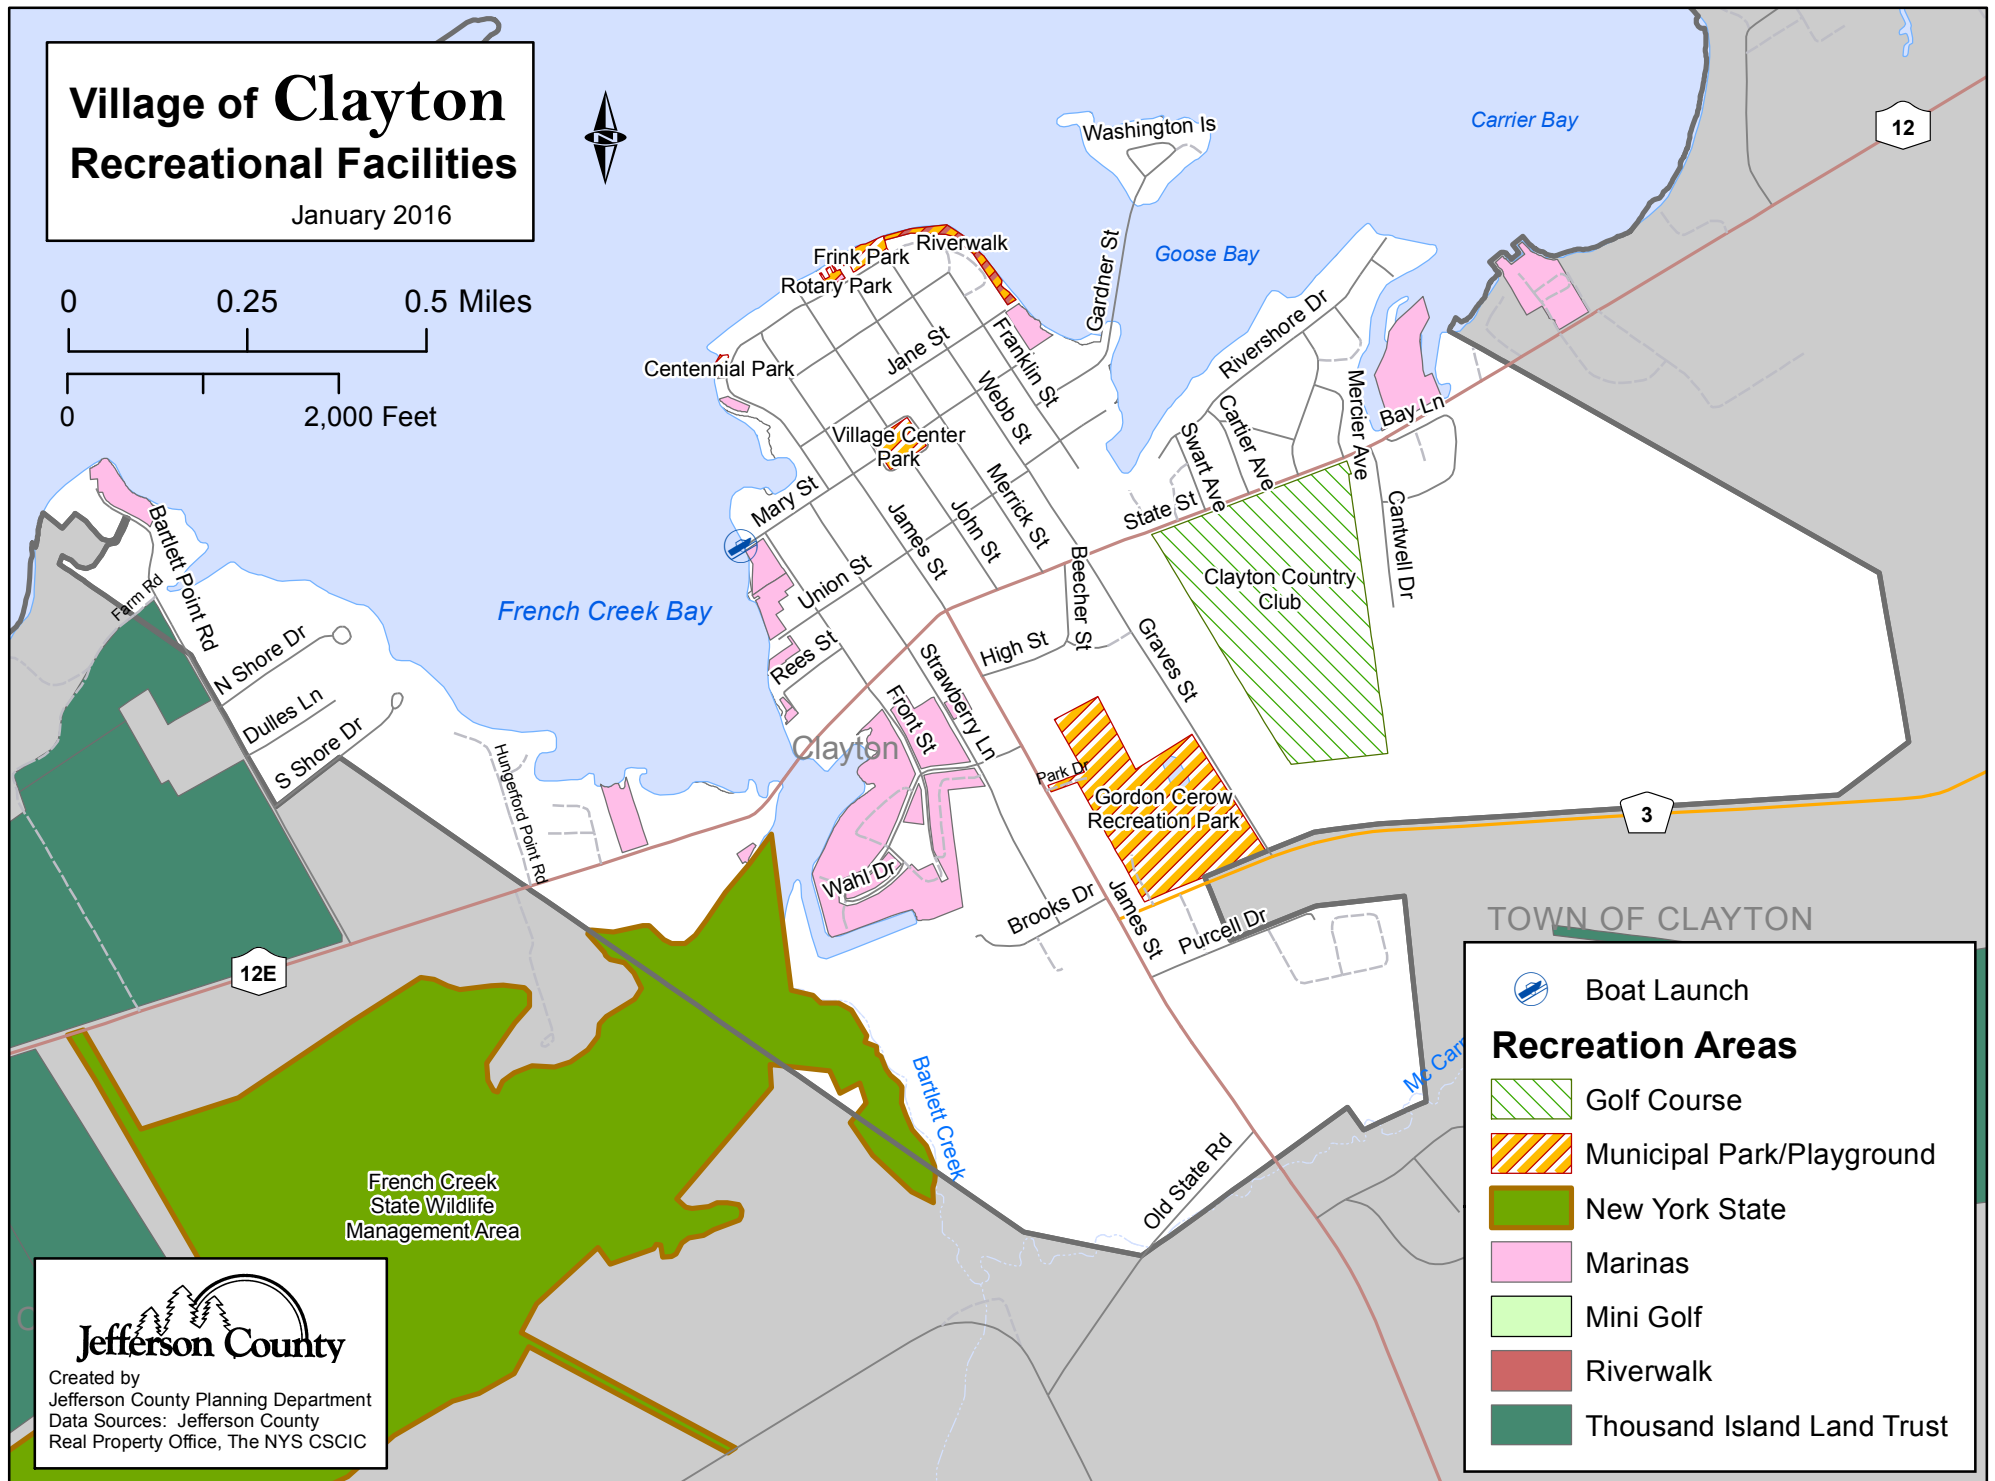 Village of Clayton
Recreational Facilities
January 2016
N
0 0.25 0.5 Miles
0 2,000 Feet
Washington Is
Carrier Bay
12
Goose Bay
Gardner St
Riverwalk
Frink Park
Rotary Park
Centennial Park
Jane St
Franklin St
Webb St
Rivershore Dr
Mercier Ave
Bay Ln
Cartier Ave
Swart Ave
State St
Cantwell Dr
Village Center
Park
Mary St
Merrick St
John St
James St
Union St
Rees St
Beecher St
High St
Graves St
Clayton Country
Club
French Creek Bay
Bartlett Point Rd
Farm Rd
N Shore Dr
Dulles Ln
S Shore Dr
Hungerford Point Rd
Clayton
Front St
Strawberry Ln
Park Dr
Gordon Cerow
Recreation Park
3
Wahl Dr
Brooks Dr
James St
Purcell Dr
12E
TOWN OF CLAYTON
Bartlett Creek
Old State Rd
French Creek
State Wildlife
Management Area
Boat Launch
Recreation Areas
Golf Course
Municipal Park/Playground
New York State
Marinas
Mini Golf
Riverwalk
Thousand Island Land Trust
Jefferson County
Created by
Jefferson County Planning Department
Data Sources: Jefferson County
Real Property Office, The NYS CSCIC